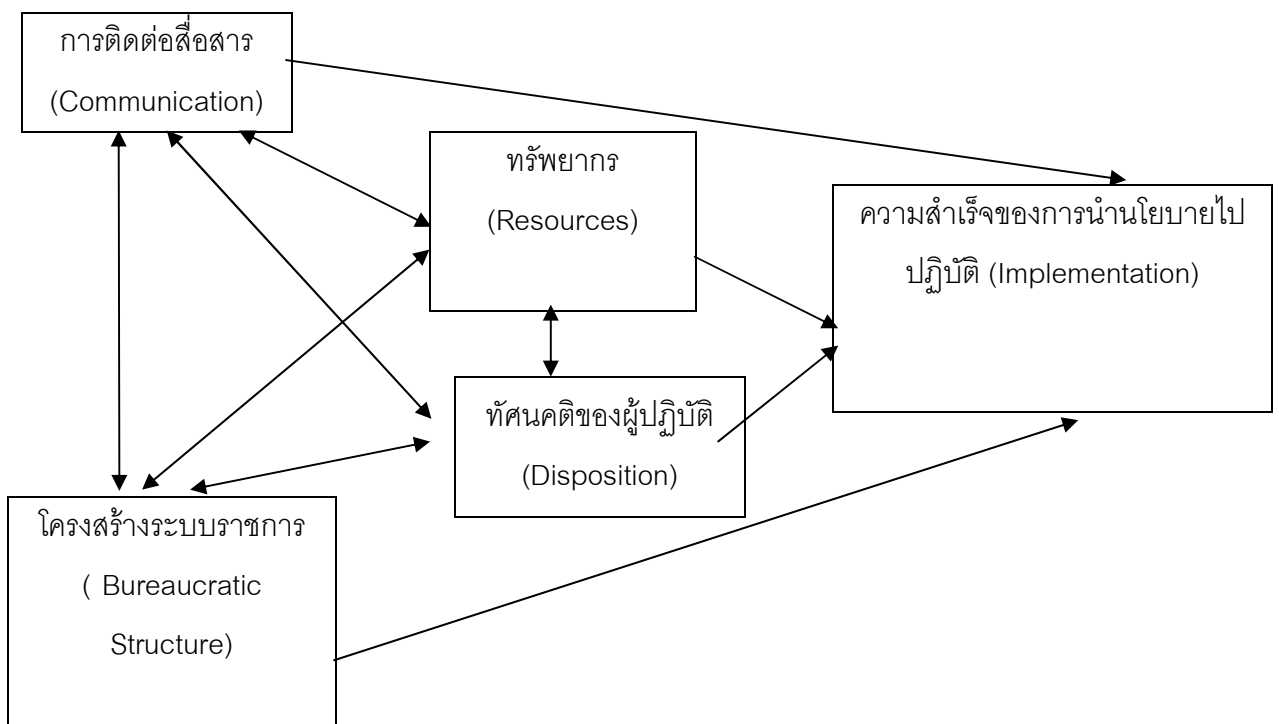 การติดต่อสื่อสาร
(Communication)
ทรัพยากร
(Resources)
ความสำเร็จของการนำนโยบายไป
ปฏิบัติ (Implementation)
ทัศนคติของผู้ปฏิบัติ
(Disposition)
โครงสร้างระบบราชการ
( Bureaucratic
Structure)